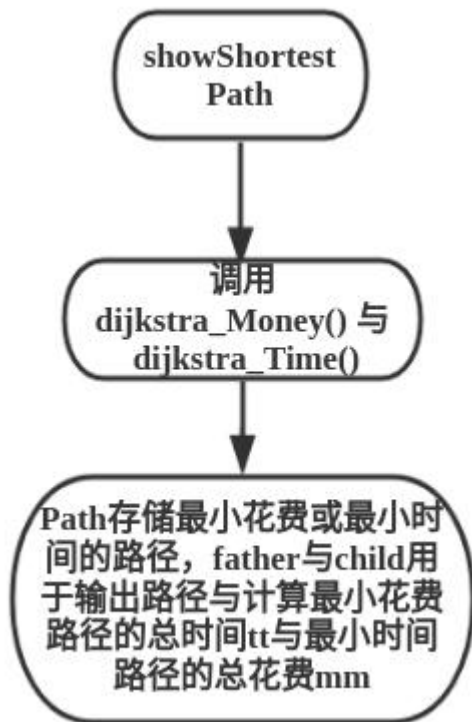 showShortest
Path
调用
dijkstra_Money() 与
dijkstra_Time()
Path存储最小花费或最小时
间的路径，father与child用
于输出路径与计算最小花费
路径的总时间tt与最小时间
路径的总花费mm